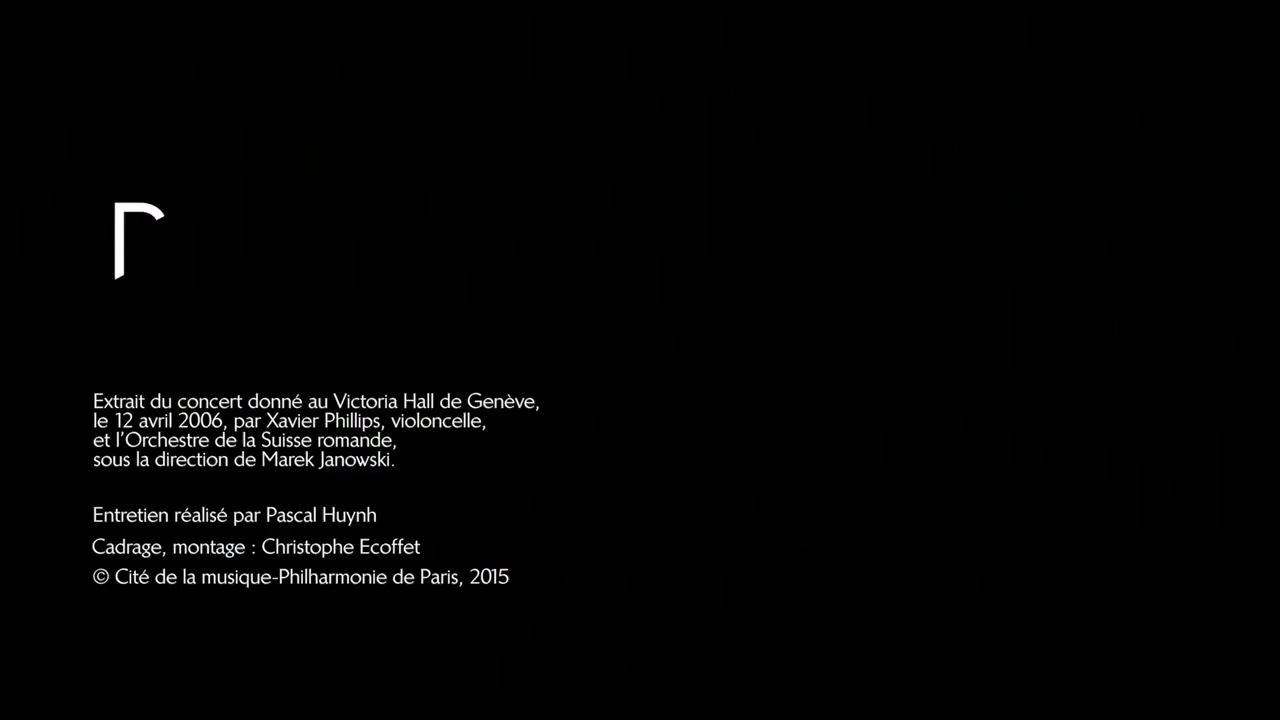 Extrait du concert donné au Victoria Hall de Genève,
le 12 avril 2006, par Xavier Phillips, violoncelle,
et l’Orchestre de la Suisse romande,
sous la direction de Marek Janowski.
Entretien réalisé par Pascal Huynh
Cadrage, montage : Christophe Ecoffet
© Cité de la musique-Philharmonie de Paris, 2015